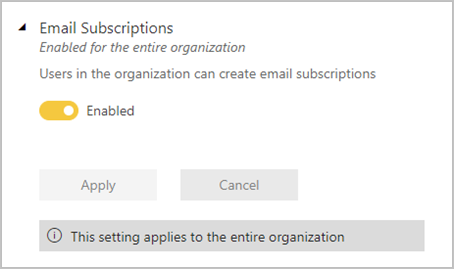 Email Subscriptions
Enabled for the entire organization
Users in the organization can create email subscriptions
Enabled
Apply Cancel
This setting applies to the entire organization